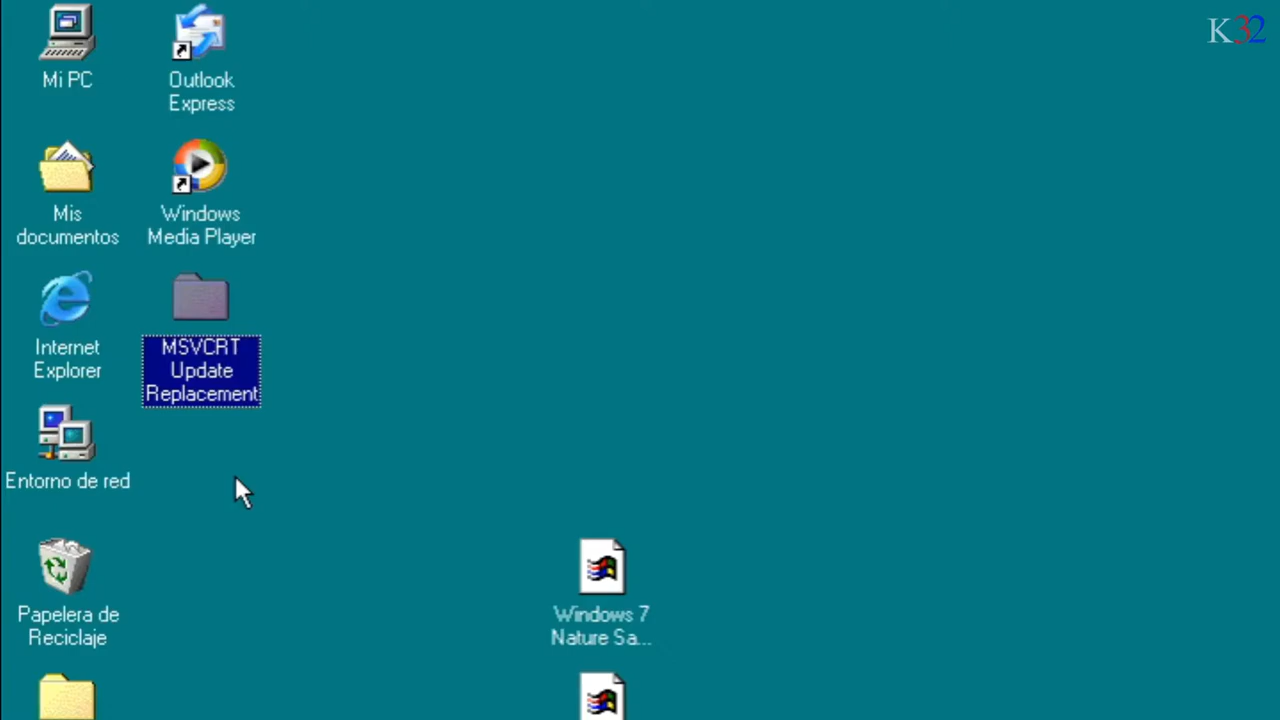 K32
Mi PC
Outlook
Express
Mis
documentos
Windows
Media Player
Internet
Explorer
MSVCRT
Update
Replacement
Entorno de red
Papelera de
Reciclaje
Windows 7
Nature Sa...